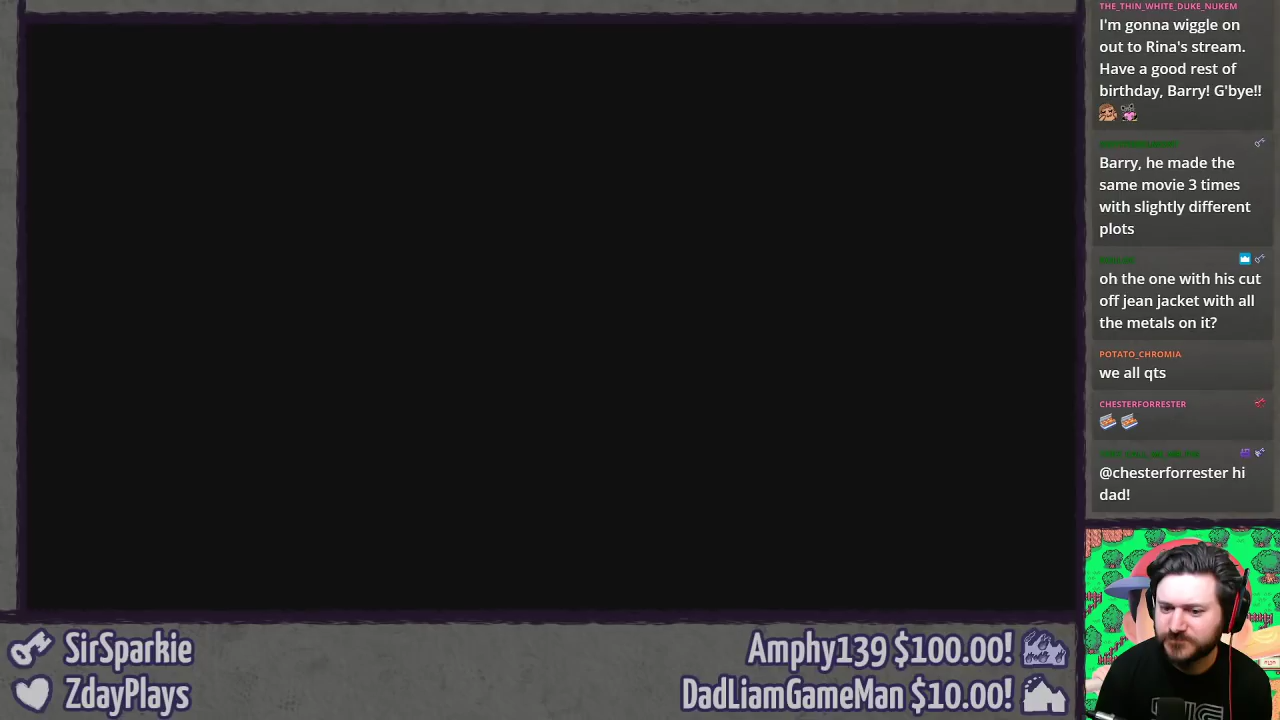 THE_THIN_WHITE_DUKE_NUKEM
I'm gonna wiggle on
out to Rina's stream.
Have a good rest of
birthday, Barry! G'bye!!
Barry, he made the
same movie 3 times
with slightly different
plots
oh the one with his cut
off jean jacket with all
the metals on it?
POTATO_CHROMIA
we all qts
CHESTERFORRESTER
@chesterforrester hi
dad!
SirSparkie
ZdayPlays
Amphy139 $100.00!
DadLiamGameMan $10.00!